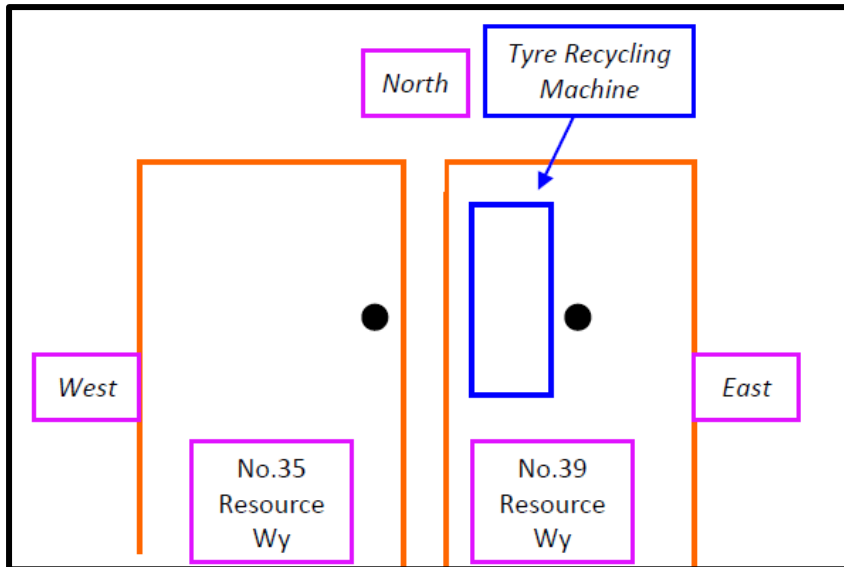 North
Tyre Recycling
Machine
West
East
No.35
Resource
Wy
No.39
Resource
Wy